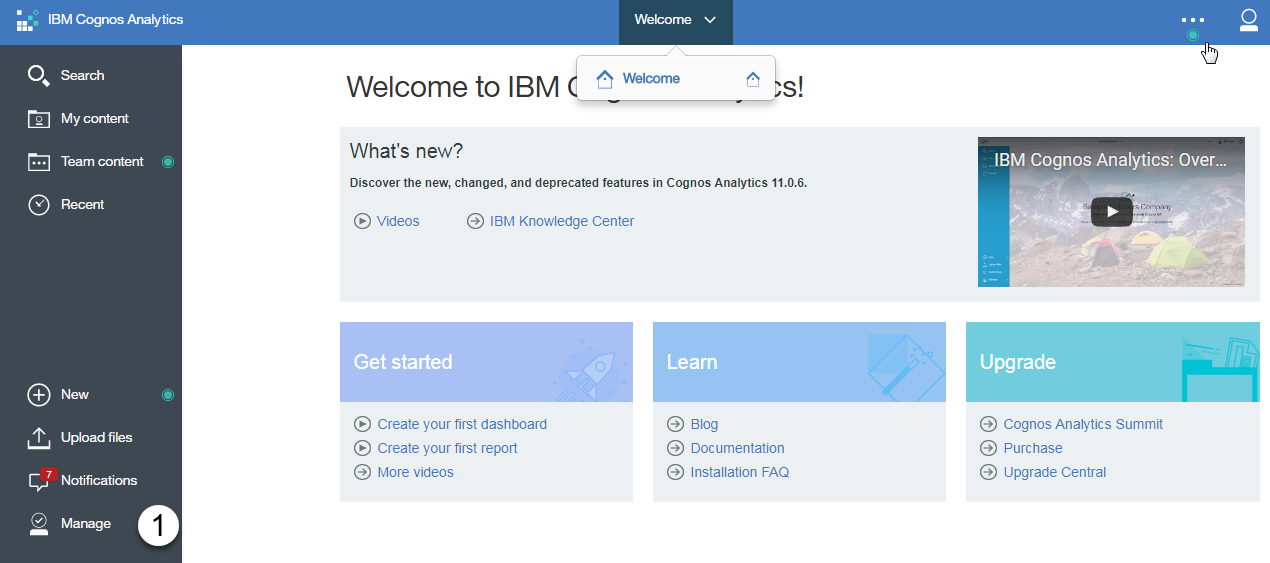 IBM Cognos Analytics
Welcome
Welcome
Search
My content
Team content
Recent
New
Upload files
7
Notifications
Manage
1
Welcome to IBM C
s!
What's new?
Discover the new, changed, and deprecated features in Cognos Analytics 11.0.6.
Videos
IBM Knowledge Center
IBM Cognos Analytics: Over...
Get started
Create your first dashboard
Create your first report
More videos
Learn
Blog
Documentation
Installation FAQ
Upgrade
Cognos Analytics Summit
Purchase
Upgrade Central